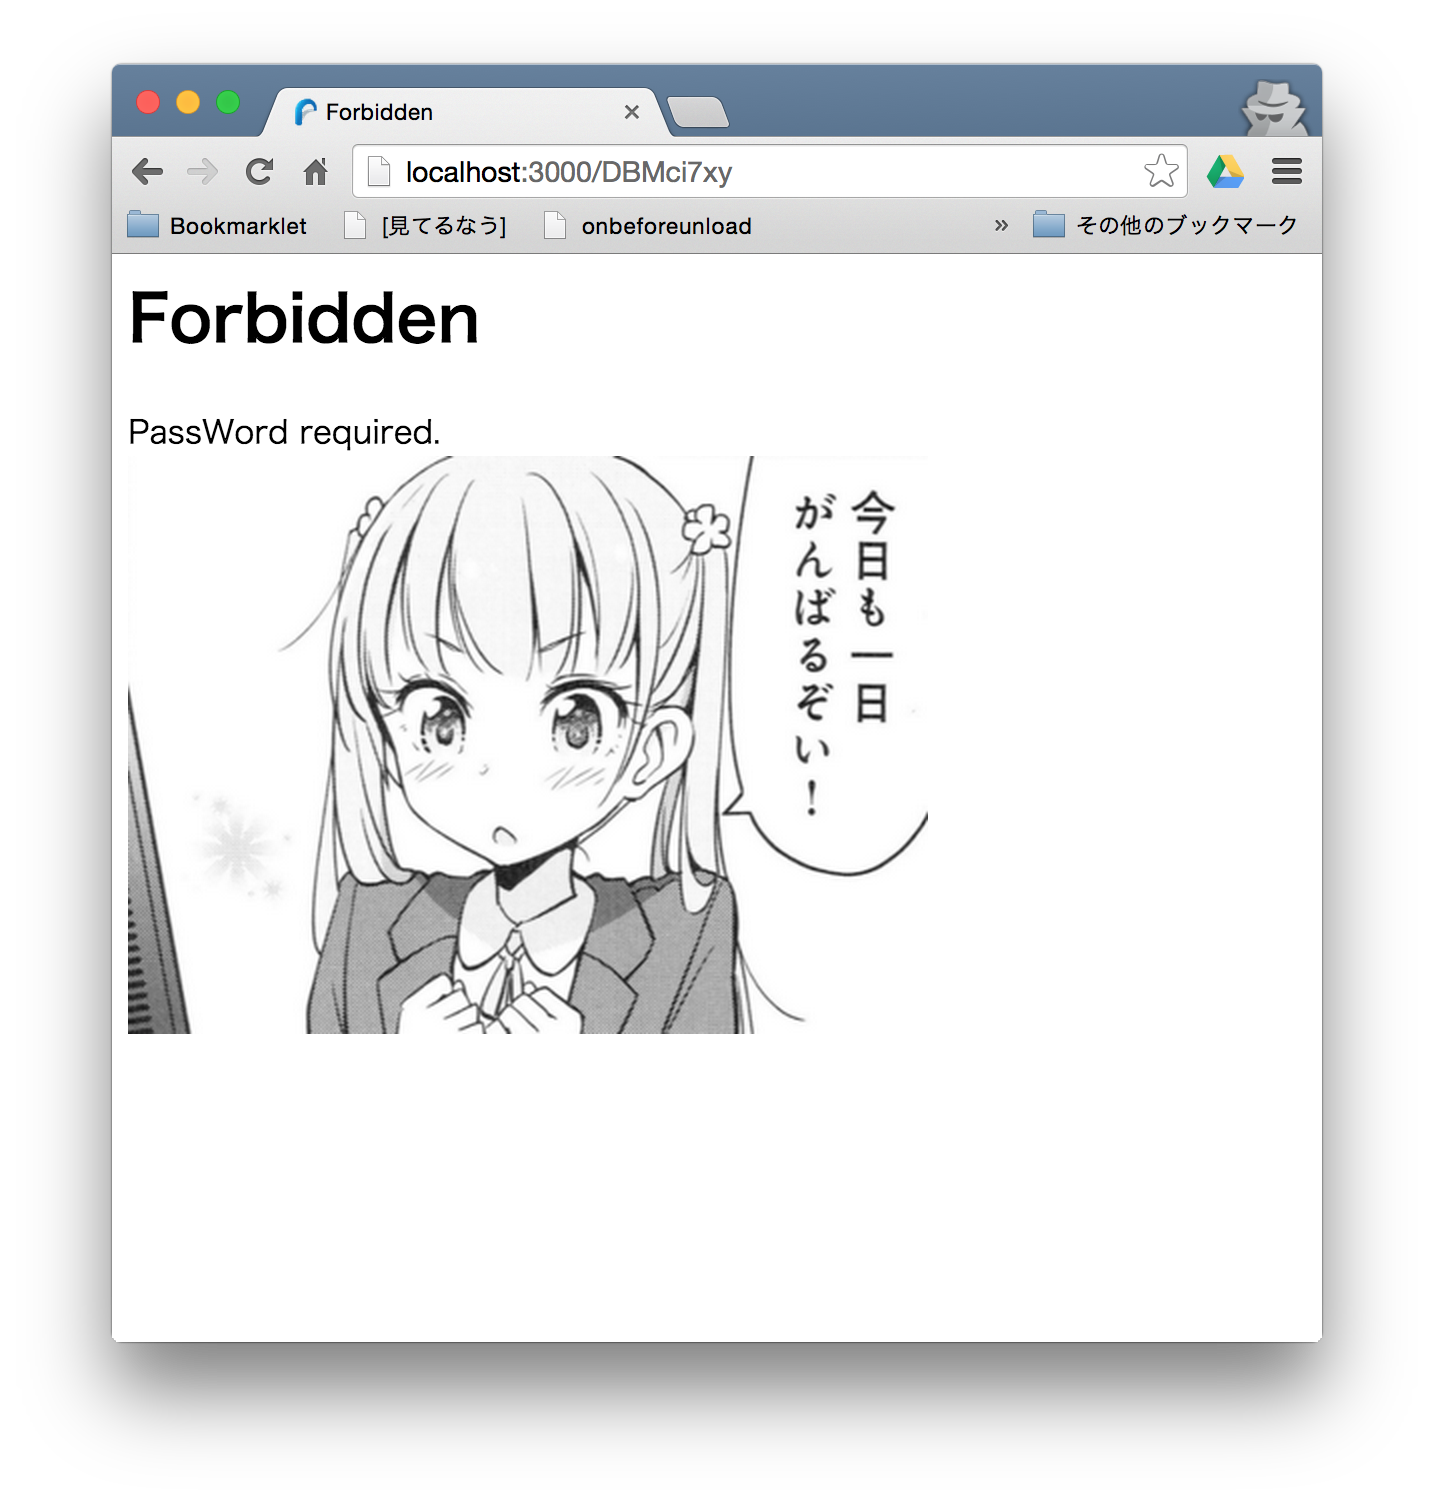 Forbidden
localhost:3000/DBMci7xy
Bookmarklet
[見てるなう]
onbeforeunload
»
その他のブックマーク
Forbidden
PassWord required.
今日も一日
がんばるぞい！